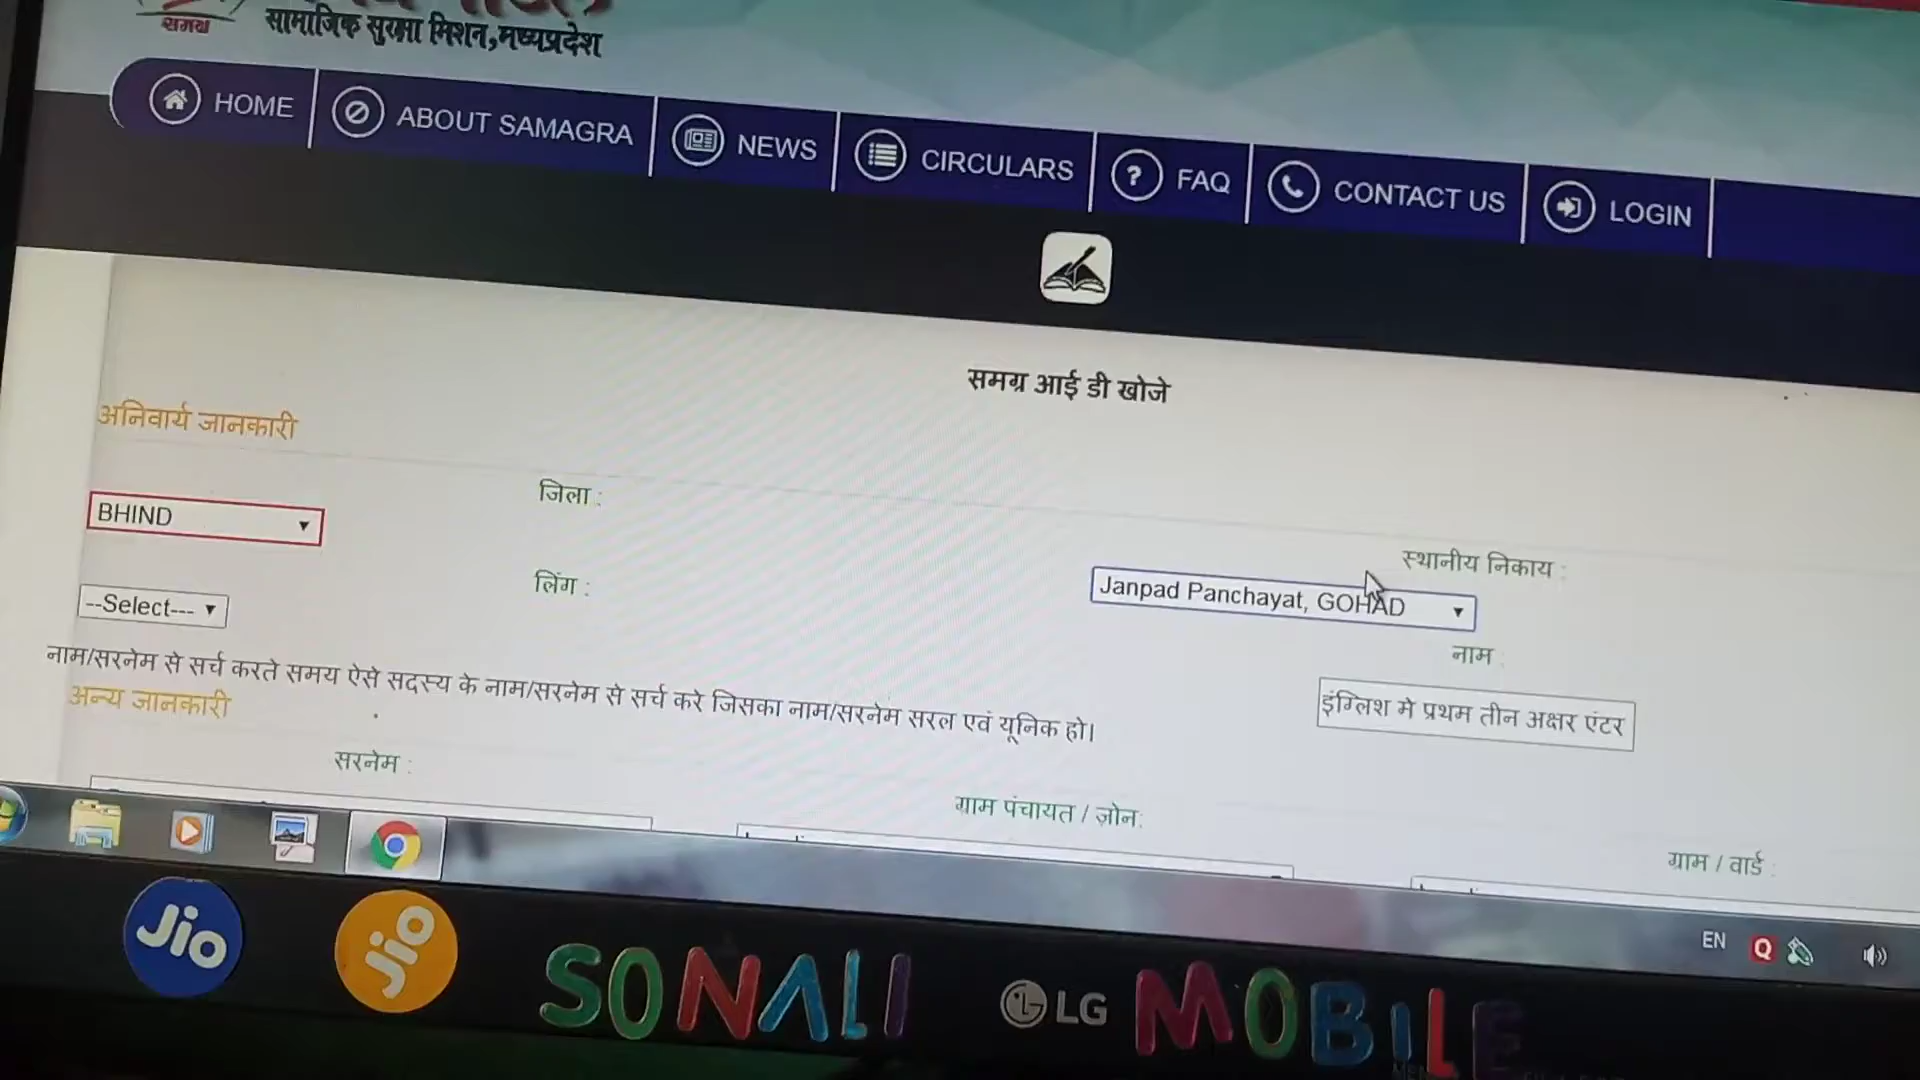 समग्र
सामाजिक सुरक्षा मिशन,मध्यप्रदेश
HOME
ABOUT SAMAGRA
NEWS
CIRCULARS
FAQ
CONTACT US
LOGIN
समग्र आई डी खोजे
अनिवार्य जानकारी
जिला :
BHIND
स्थानीय निकाय :
Janpad Panchayat, GOHAD
लिंग :
--Select---
नाम :
इंग्लिश मे प्रथम तीन अक्षर एंटर
नाम/सरनेम से सर्च करते समय ऐसे सदस्य के नाम/सरनेम से सर्च करे जिसका नाम/सरनेम सरल एवं यूनिक हो।
अन्य जानकारी
सरनेम :
ग्राम पंचायत / ज़ोन:
ग्राम / वार्ड :
EN
Jio
Jio
SONALI
LG
MOBILE